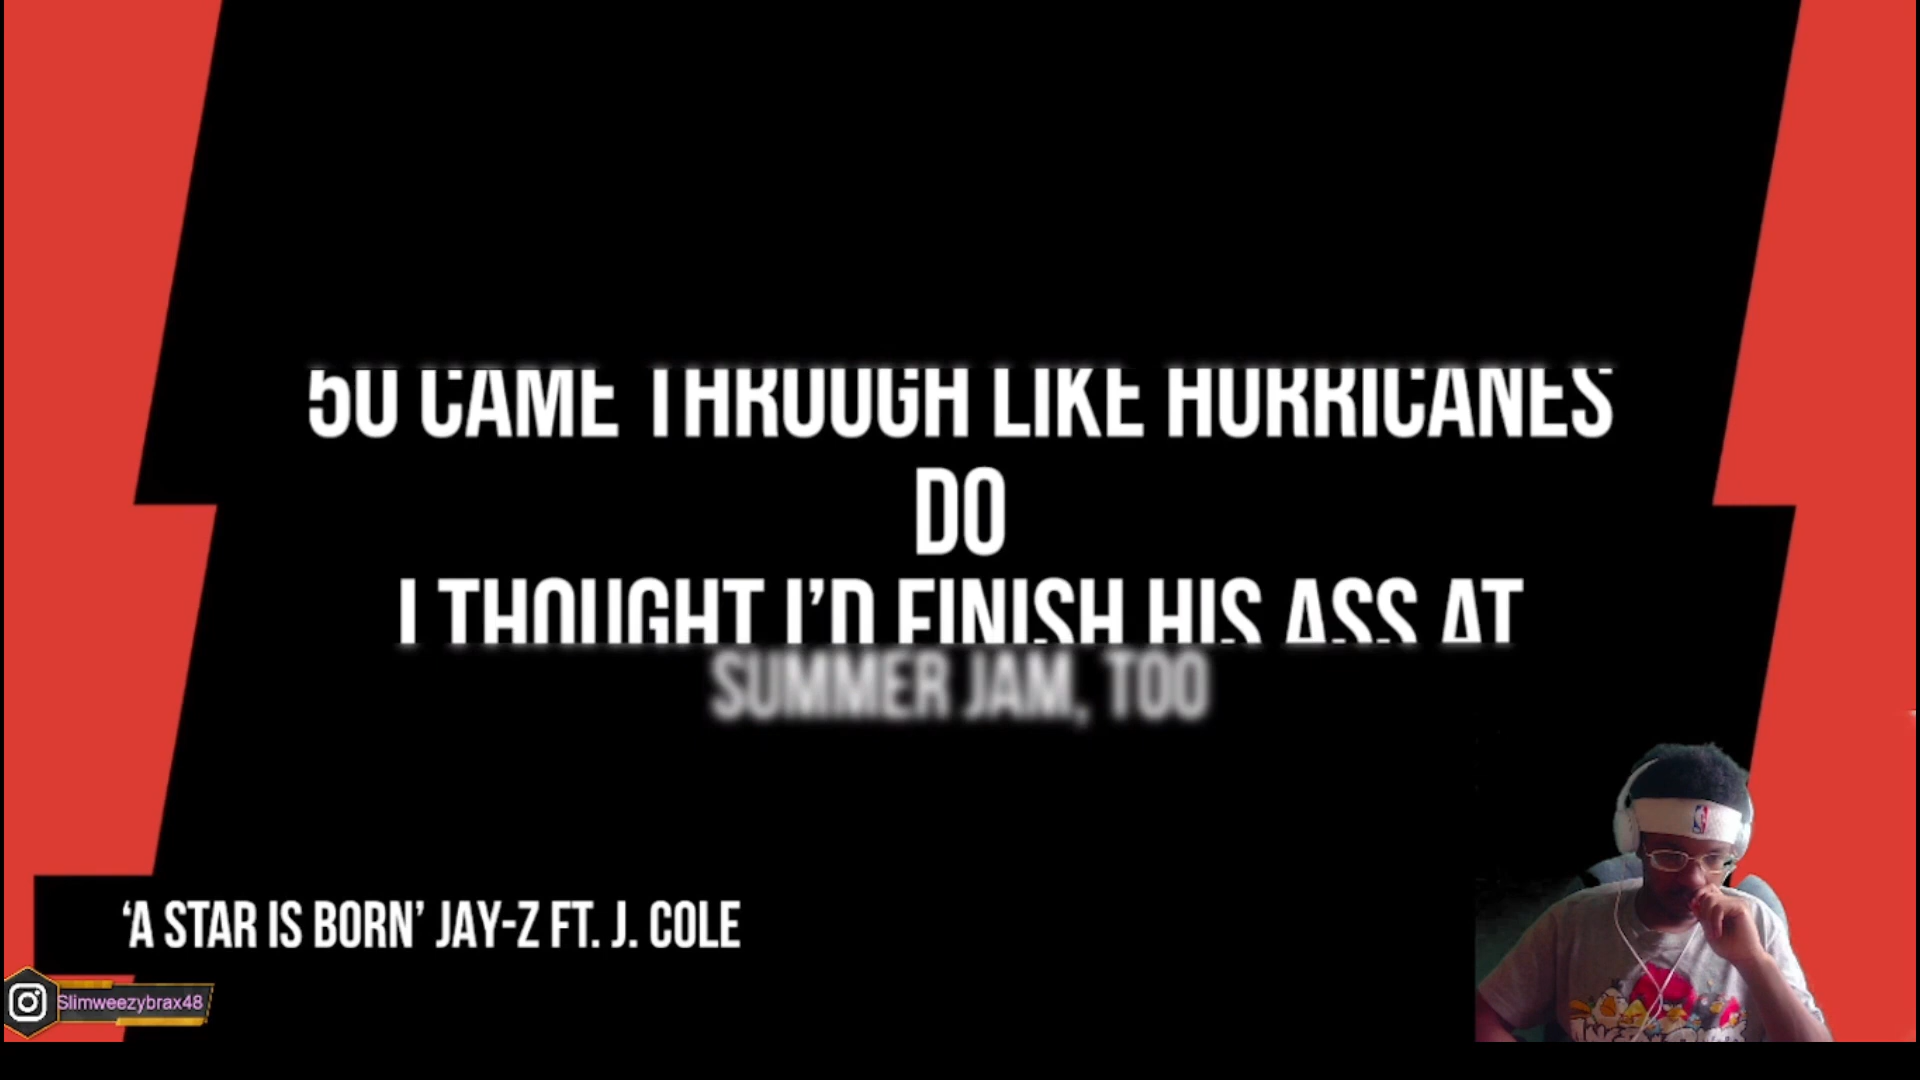 50 CAME THROUGH LIKE HURRICANES
DO
I THOUGHT I’D FINISH HIS ASS AT
SUMMER JAM, TOO
‘A STAR IS BORN’ JAY-Z FT. J. COLE
Slimweezybrax48